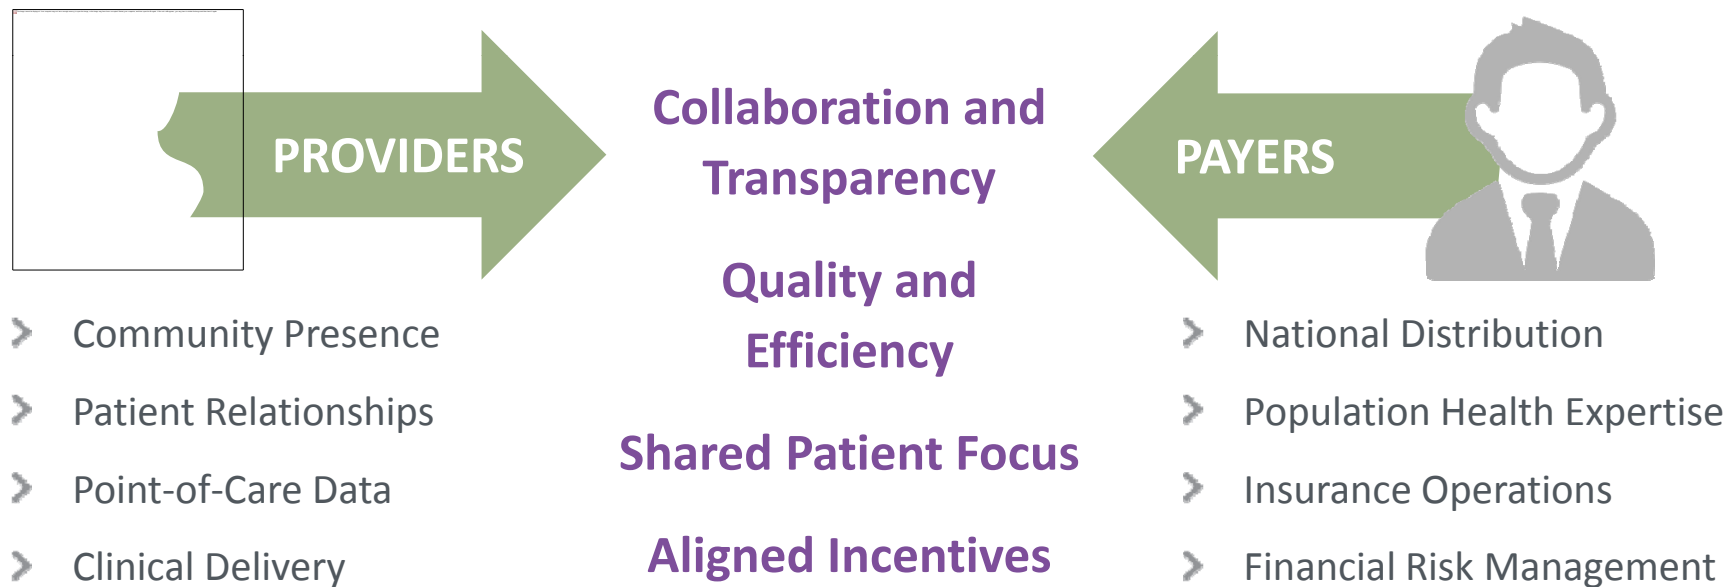 PROVIDERS
Community Presence
Patient Relationships
Point-of-Care Data
Clinical Delivery
Collaboration and
Transparency
Quality and
Efficiency
Shared Patient Focus
Aligned Incentives
PAYERS
National Distribution
Population Health Expertise
Insurance Operations
Financial Risk Management